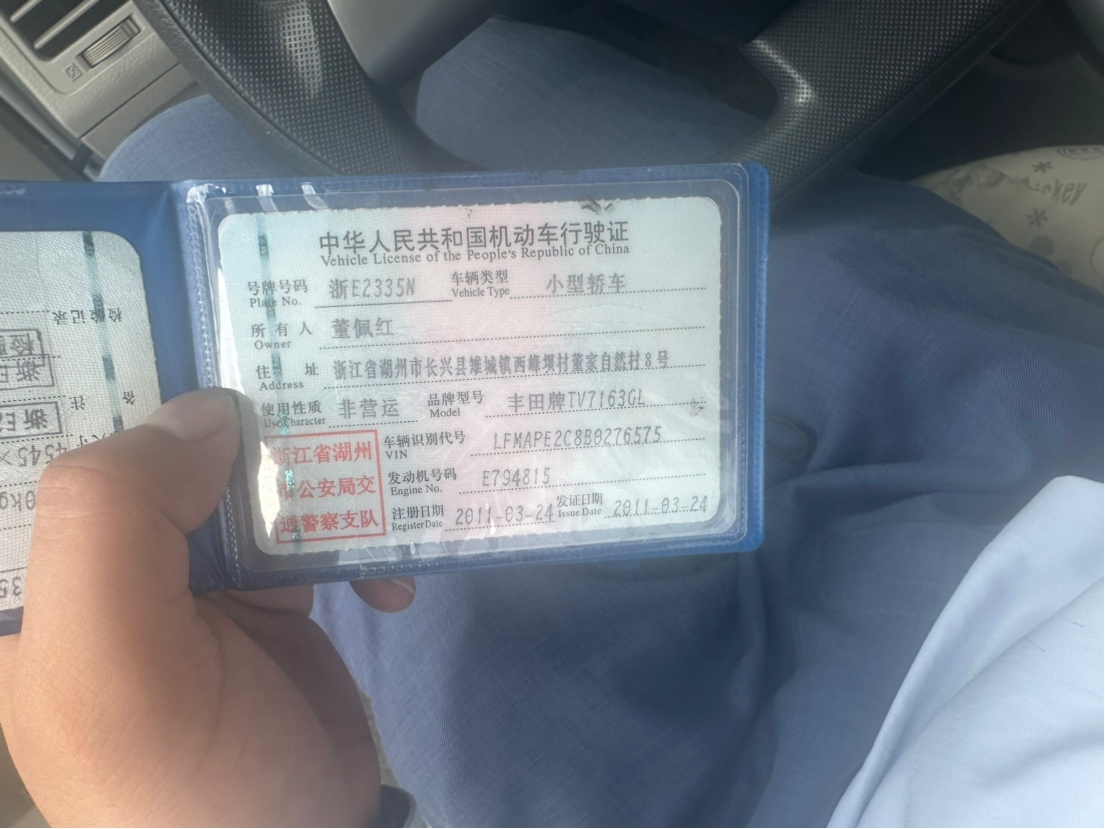 中华人民共和国机动车行驶证
Vehicle License of the People's Republic of China
号牌号码 浙E2335N 车辆类型 小型轿车
Plate No. Vehicle Type
所有人 董佩红
Owner
住址 浙江省湖州市长兴县雉城镇西峰坝村董家自然村8号
Address
使用性质 非营运 品牌型号 丰田牌TV7163GL
Use Character Model
浙江省湖州
市公安局交
通警察支队
车辆识别代号 LFMAPE2C8B0276575
VIN
发动机号码 E794815
Engine No.
注册日期 2011-03-24 发证日期 2011-03-24
Register Date Issue Date
检验记录
备注
4545×